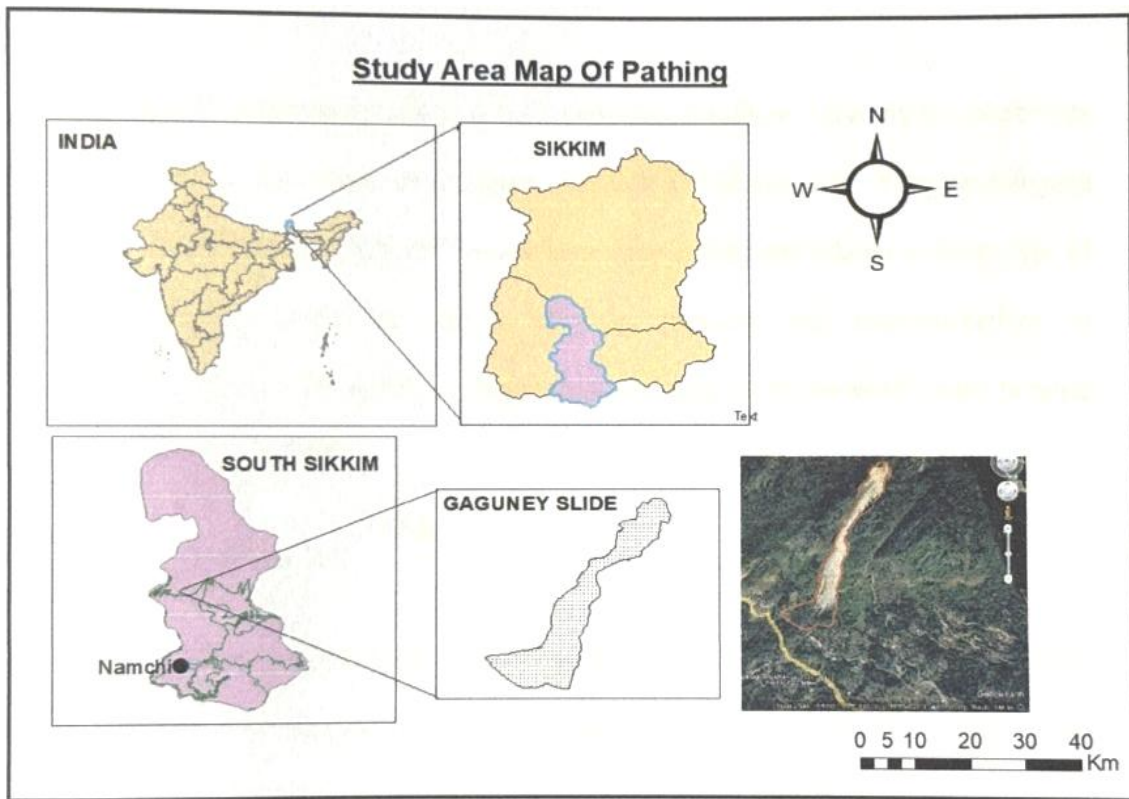 Study Area Map Of Pathing
INDIA
SIKKIM
N
W E
S
Text
SOUTH SIKKIM
GAGUNEY SLIDE
Namchi
0 5 10 20 30 40
Km